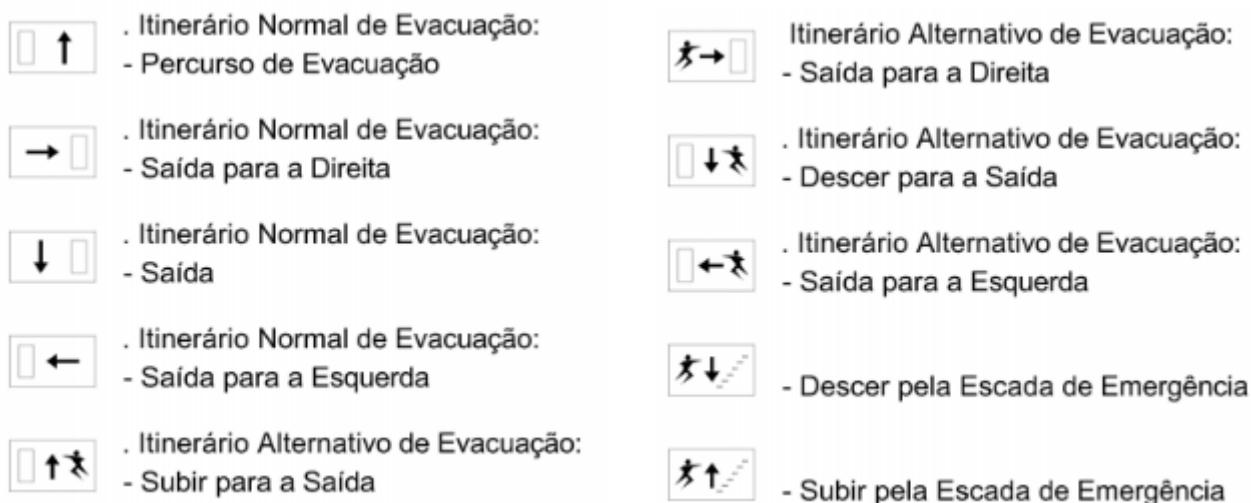 . Itinerário Normal de Evacuação:
- Percurso de Evacuação
. Itinerário Normal de Evacuação:
- Saída para a Direita
. Itinerário Normal de Evacuação:
- Saída
. Itinerário Normal de Evacuação:
- Saída para a Esquerda
. Itinerário Alternativo de Evacuação:
- Subir para a Saída
Itinerário Alternativo de Evacuação:
- Saída para a Direita
. Itinerário Alternativo de Evacuação:
- Descer para a Saída
. Itinerário Alternativo de Evacuação:
- Saída para a Esquerda
- Descer pela Escada de Emergência
- Subir pela Escada de Emergência